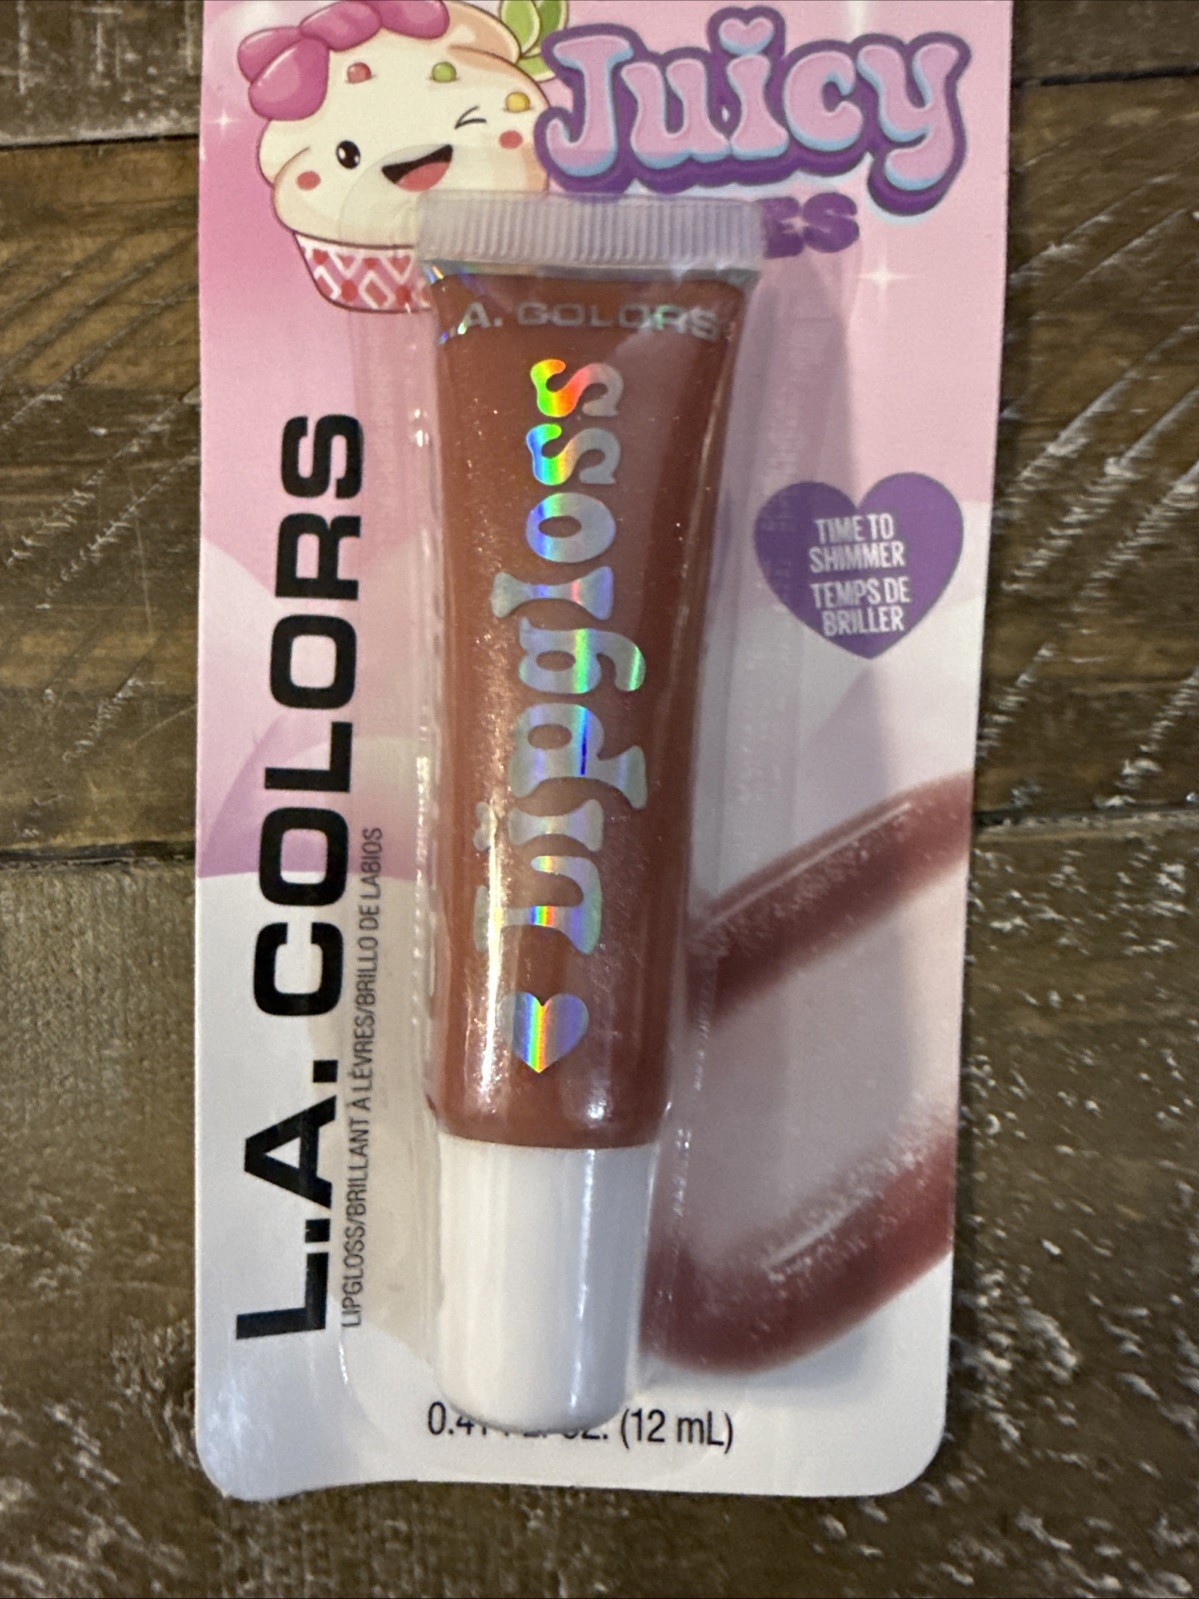 Juicy
L.A. COLORS
LIPGLOSS/BRILLANT À LÈVRES/BRILLO DE LABIOS
A. COLORS
Lipgloss
TIME TO
SHIMMER
TEMPS DE
BRILLER
(12 mL)